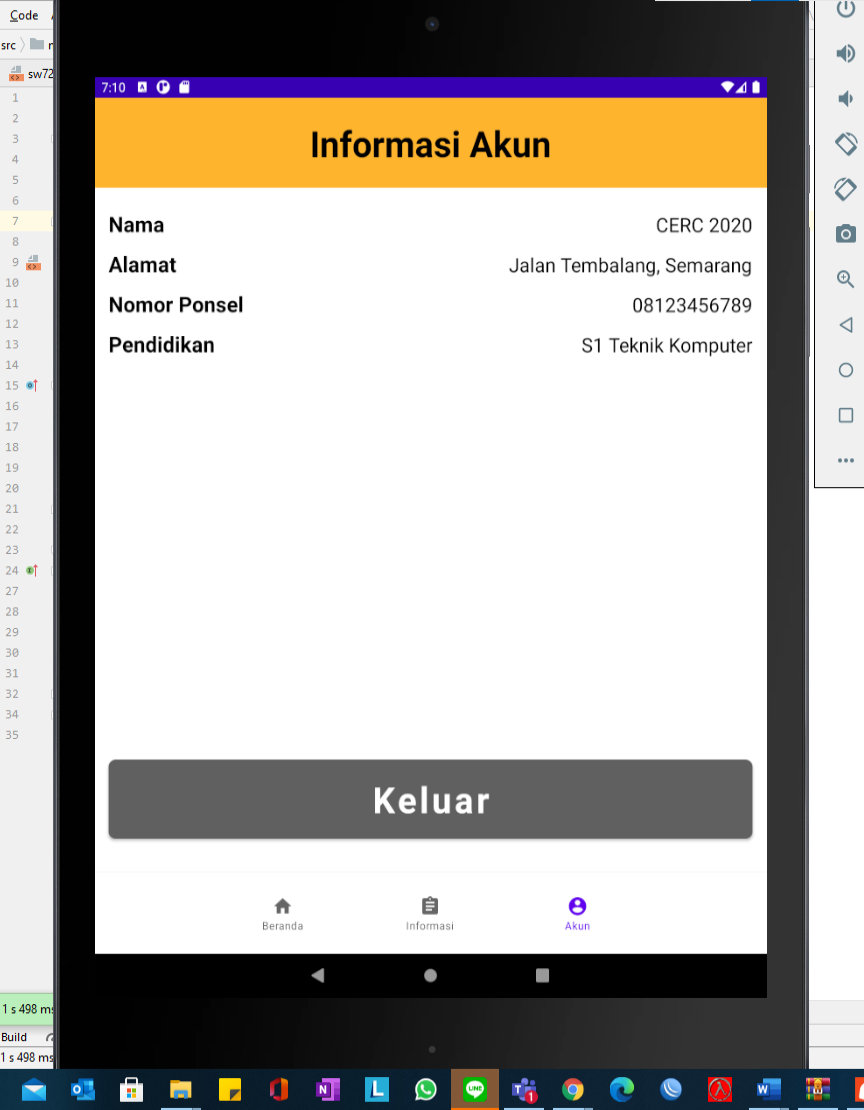 Code
src
sw72
1
2
3
4
5
6
7
8
9
10
11
12
13
14
15
16
17
18
19
20
21
22
23
24
27
28
29
30
31
32
34
35
7:10
Informasi Akun
Nama CERC 2020
Alamat Jalan Tembalang, Semarang
Nomor Ponsel 08123456789
Pendidikan S1 Teknik Komputer
Keluar
Beranda Informasi Akun
1 s 498 ms
Build
1 s 498 ms